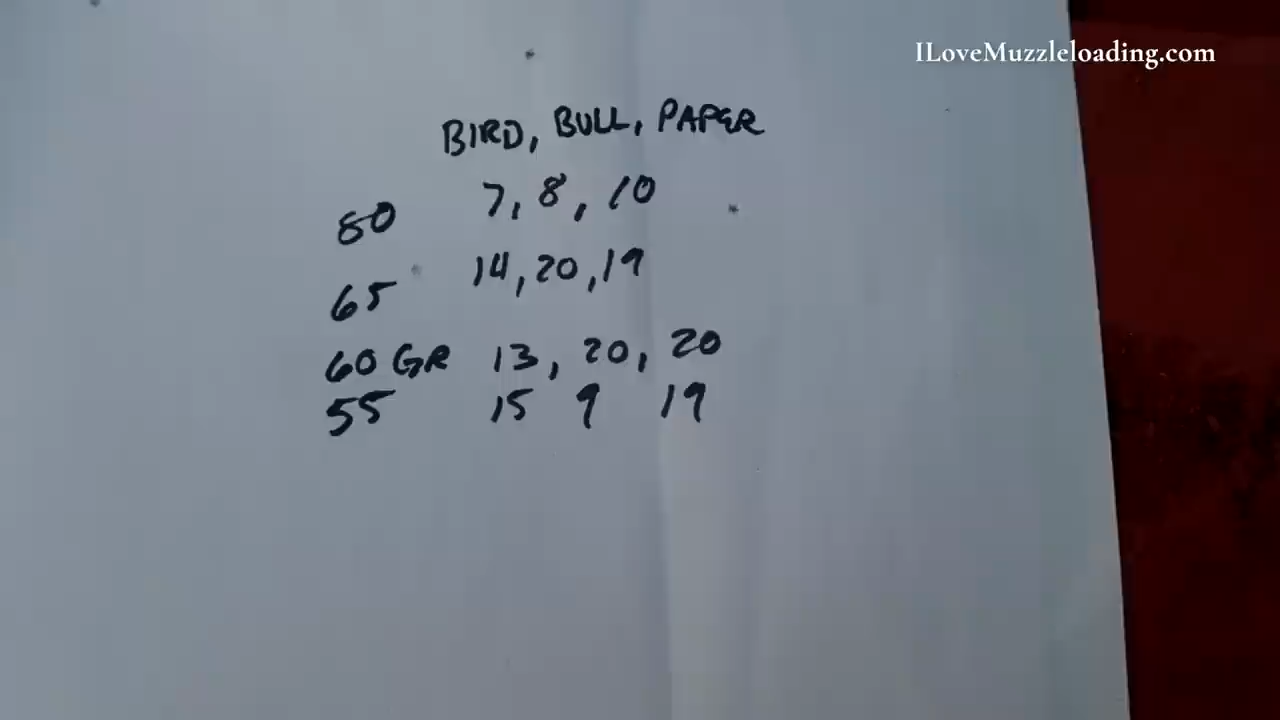 ILoveMuzzleloading.com
BIRD, BULL, PAPER
80 7, 8, 10
65 14, 20, 19
60 GR 13, 20, 20
55 15 9 19